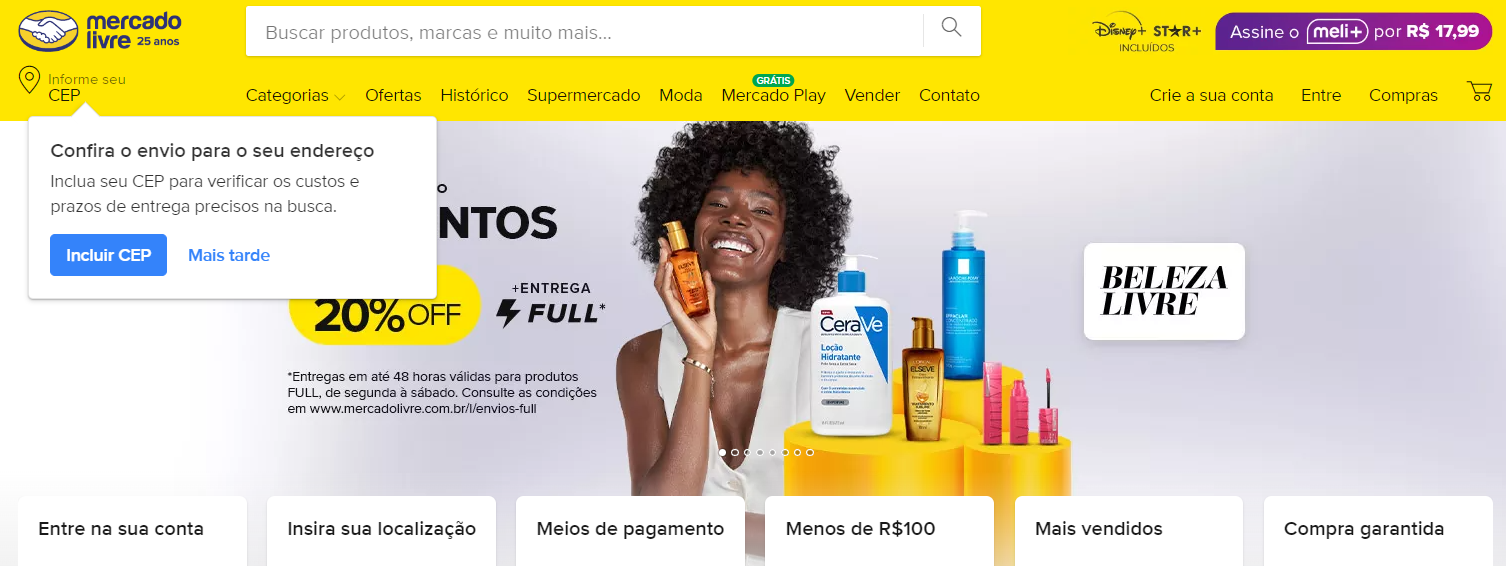 mercado
livre 25 anos
Buscar produtos, marcas e muito mais...
DISNEY+ STAR+
INCLUÍDOS
Assine o meli+ por R$ 17,99
Informe seu
CEP
Categorias
Ofertas
Histórico
Supermercado
Moda
GRÁTIS
Mercado Play
Vender
Contato
Crie a sua conta
Entre
Compras
Confira o envio para o seu endereço
Inclua seu CEP para verificar os custos e
prazos de entrega precisos na busca.
Incluir CEP
Mais tarde
O
NTOS
20% OFF
+ENTREGA
FULL*
*Entregas em até 48 horas válidas para produtos
FULL, de segunda à sábado. Consulte as condições
em www.mercadolivre.com.br/l/envios-full
ELSEVE
CeraVe
Loção
Hidratante
ELSEVE
EFFACLAR
BELEZA
LIVRE
Entre na sua conta
Insira sua localização
Meios de pagamento
Menos de R$100
Mais vendidos
Compra garantida